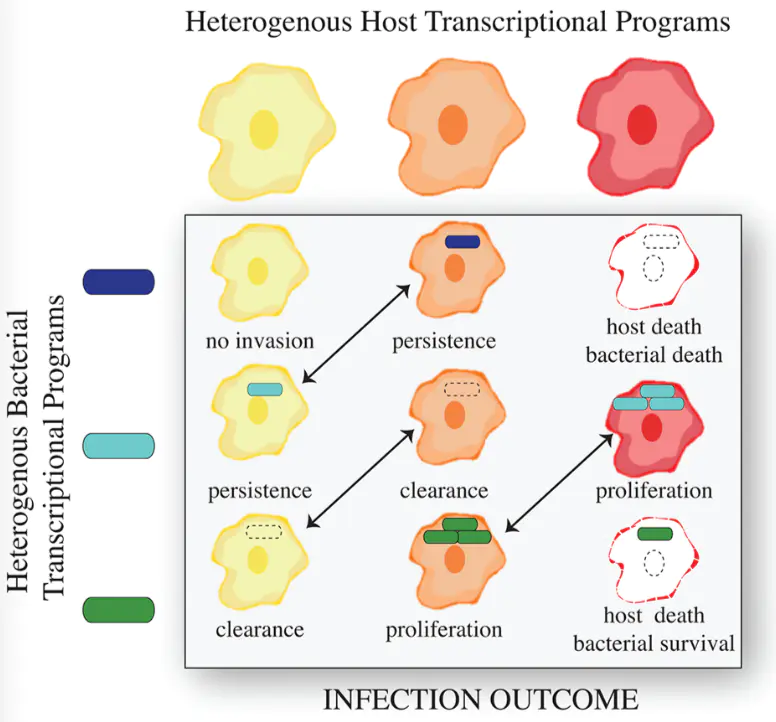 Heterogenous Host Transcriptional Programs
Heterogenous Bacterial
Transcriptional Programs
no invasion
persistence
host death
bacterial death
persistence
clearance
proliferation
clearance
proliferation
host death
bacterial survival
INFECTION OUTCOME